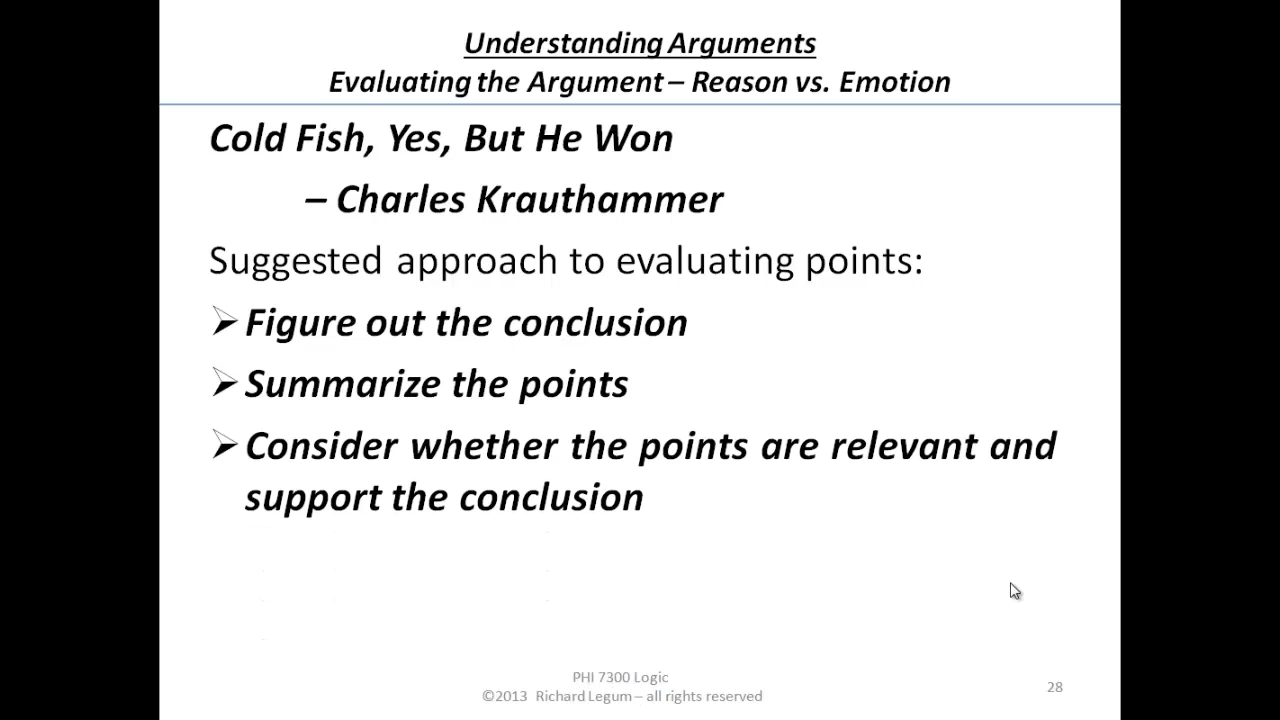 Understanding Arguments
Evaluating the Argument – Reason vs. Emotion
Cold Fish, Yes, But He Won
– Charles Krauthammer
Suggested approach to evaluating points:
➢ Figure out the conclusion
➢ Summarize the points
➢ Consider whether the points are relevant and
support the conclusion
PHI 7300 Logic
©2013 Richard Legum – all rights reserved
28